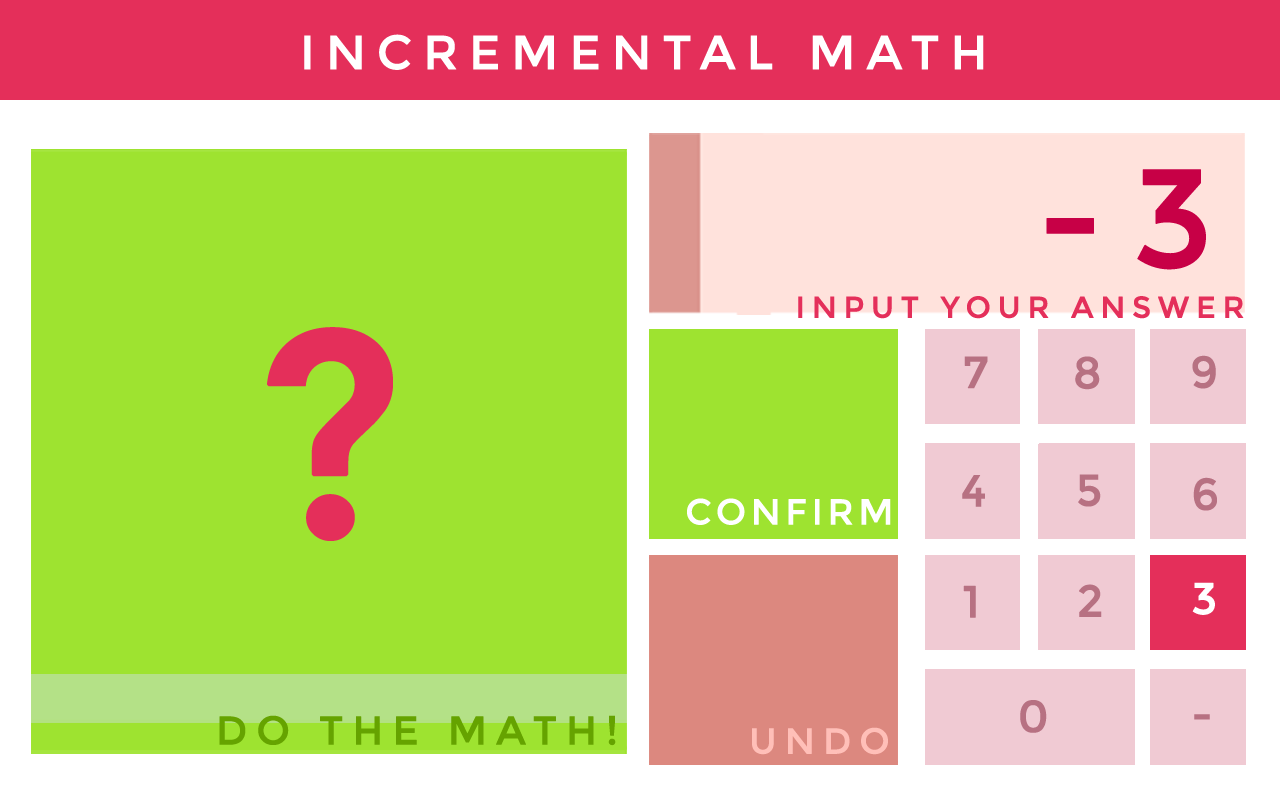 INCREMENTAL MATH
?
DO THE MATH!
- 3
INPUT YOUR ANSWER
CONFIRM
UNDO
7 8 9
4 5 6
1 2 3
0 -